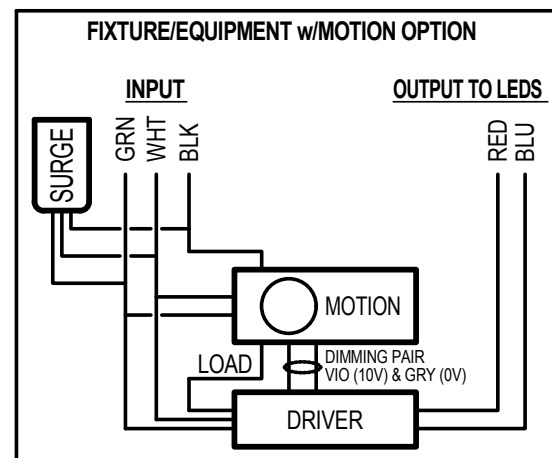 FIXTURE/EQUIPMENT w/MOTION OPTION
INPUT
OUTPUT TO LEDS
SURGE
GRN
WHT
BLK
RED
BLU
MOTION
LOAD
DIMMING PAIR
VIO (10V) & GRY (0V)
DRIVER